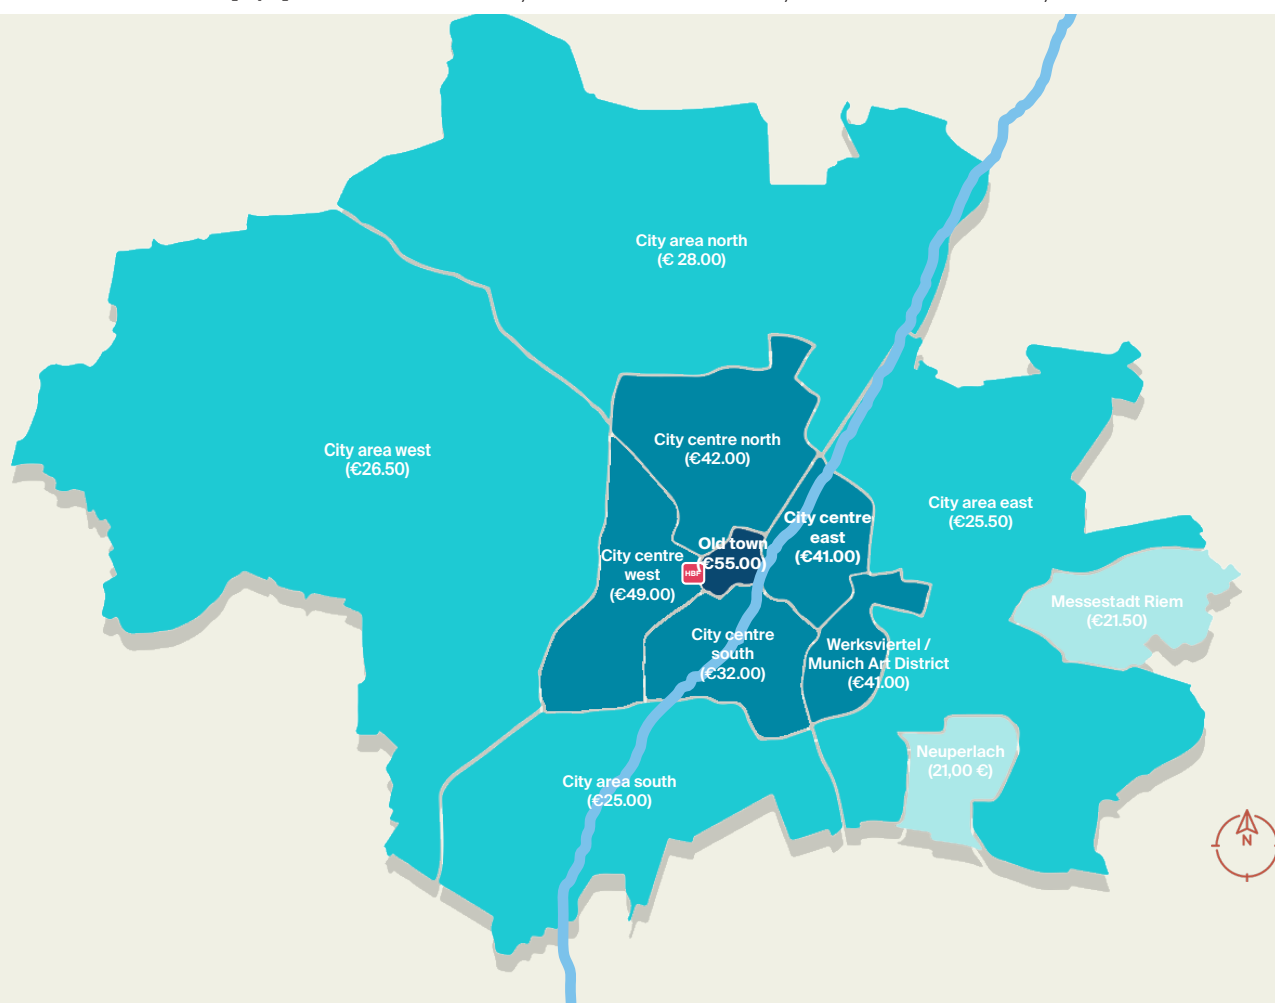 City area north
(€ 28.00)
City area west
(€26.50)
City centre north
(€42.00)
City area east
(€25.50)
City centre
east
(€41.00)
Old town
(€55.00)
City centre
west
(€49.00)
HBF
Messestadt Riem
(€21.50)
City centre
south
(€32.00)
Werksviertel /
Munich Art District
(€41.00)
Neuperlach
(21,00 €)
City area south
(€25.00)
N